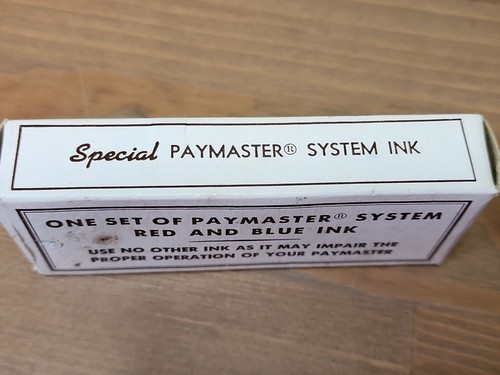 Special PAYMASTER® SYSTEM INK
ONE SET OF PAYMASTER® SYSTEM
RED AND BLUE INK
USE NO OTHER INK AS IT MAY IMPAIR THE
PROPER OPERATION OF YOUR PAYMASTER